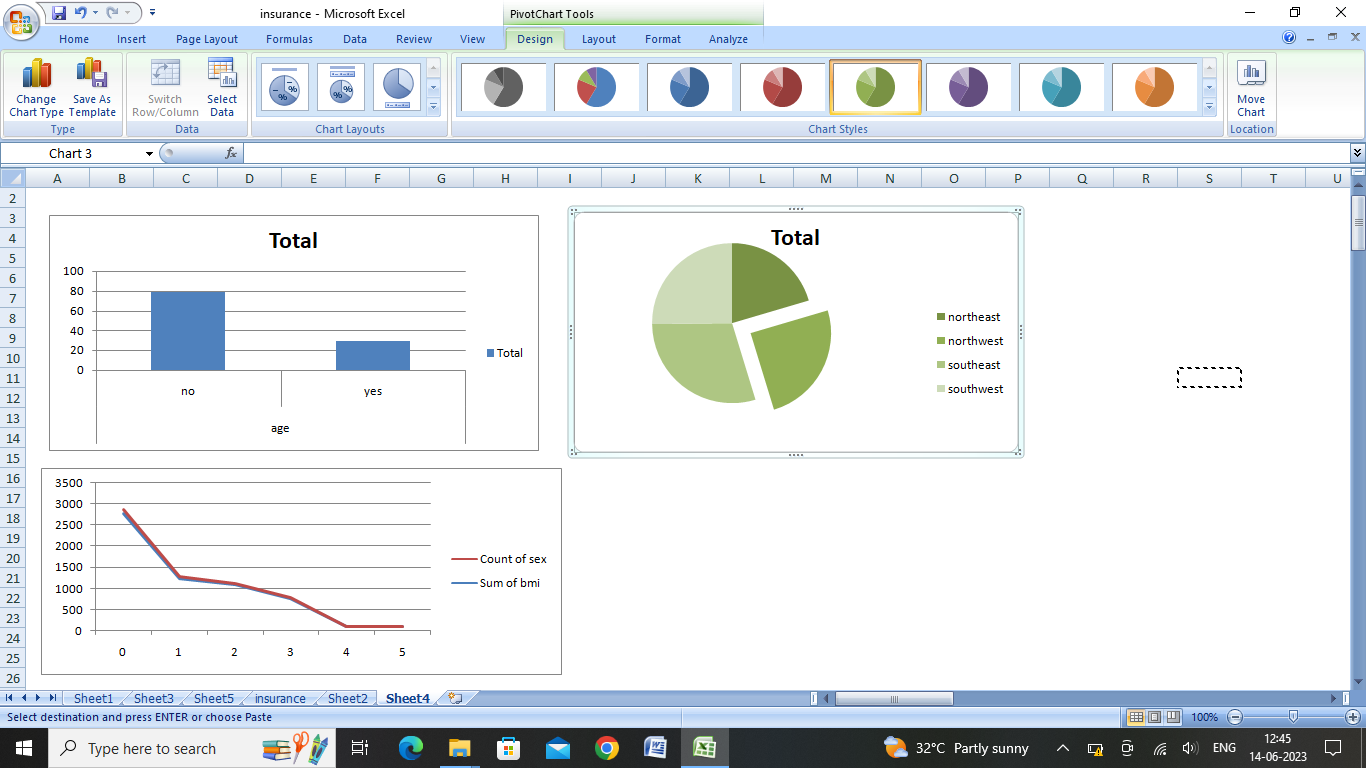 insurance - Microsoft Excel
PivotChart Tools
Home Insert Page Layout Formulas Data Review View Design Layout Format Analyze
Change Chart Type
Save As Template
Switch Row/Column
Select Data
Move Chart
Type Data Chart Layouts Chart Styles Location
Chart 3 fx
A B C D E F G H I J K L M N O P Q R S T U
2
3
4
5
6
7
8
9
10
11
12
13
14
15
16
17
18
19
20
21
22
23
24
25
26
Total
100
80
60
40
20
0
no yes
age
Total
Total
northeast
northwest
southeast
southwest
3500
3000
2500
2000
1500
1000
500
0
0 1 2 3 4 5
Count of sex
Sum of bmi
Sheet1 Sheet3 Sheet5 insurance Sheet2 Sheet4
Select destination and press ENTER or choose Paste
100%
Type here to search
32°C Partly sunny
ENG
12:45
14-06-2023